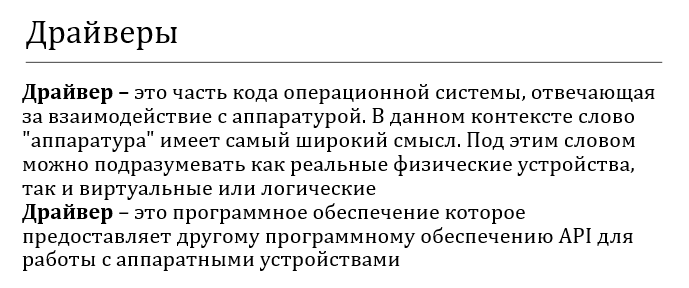 Драйверы
Драйвер – это часть кода операционной системы, отвечающая
за взаимодействие с аппаратурой. В данном контексте слово
"аппаратура" имеет самый широкий смысл. Под этим словом
можно подразумевать как реальные физические устройства,
так и виртуальные или логические
Драйвер – это программное обеспечение которое
предоставляет другому программному обеспечению API для
работы с аппаратными устройствами